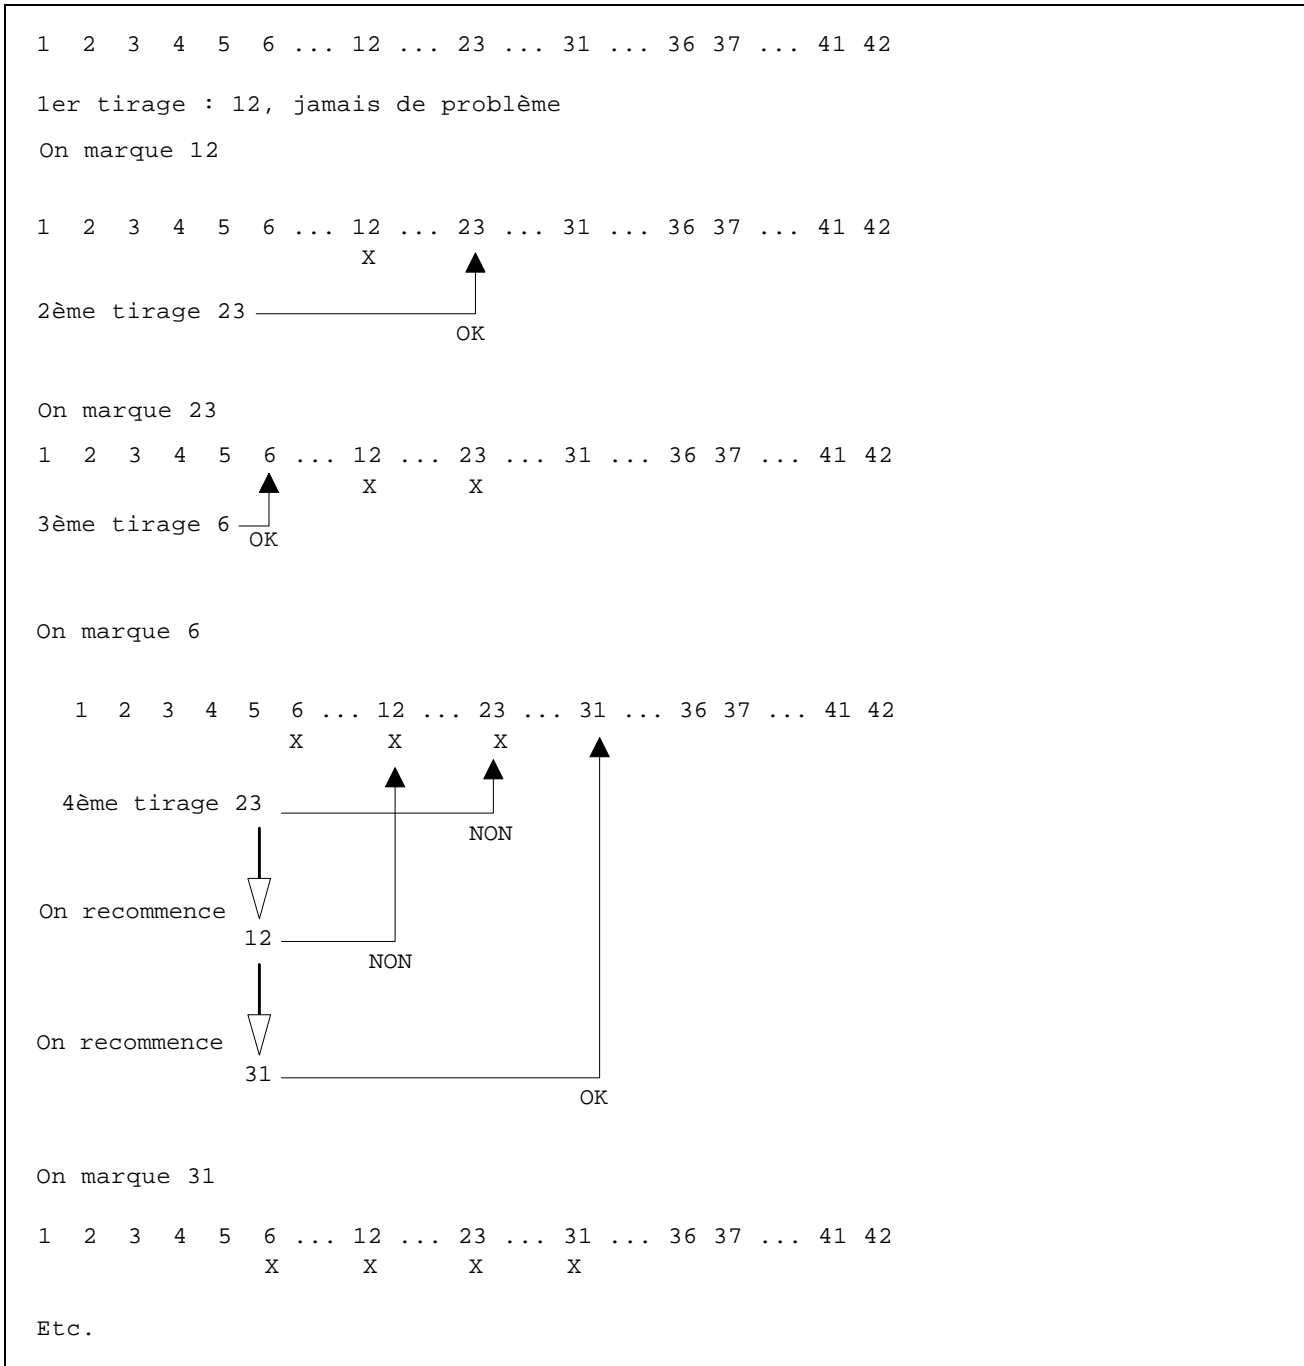 1 2 3 4 5 6 ... 12 ... 23 ... 31 ... 36 37 ... 41 42
1er tirage : 12, jamais de problème
On marque 12
1 2 3 4 5 6 ... 12 ... 23 ... 31 ... 36 37 ... 41 42
X
2ème tirage 23
OK
On marque 23
1 2 3 4 5 6 ... 12 ... 23 ... 31 ... 36 37 ... 41 42
X X
3ème tirage 6
OK
On marque 6
1 2 3 4 5 6 ... 12 ... 23 ... 31 ... 36 37 ... 41 42
X X X
4ème tirage 23
NON
On recommence
12
NON
On recommence
31
OK
On marque 31
1 2 3 4 5 6 ... 12 ... 23 ... 31 ... 36 37 ... 41 42
X X X X
Etc.